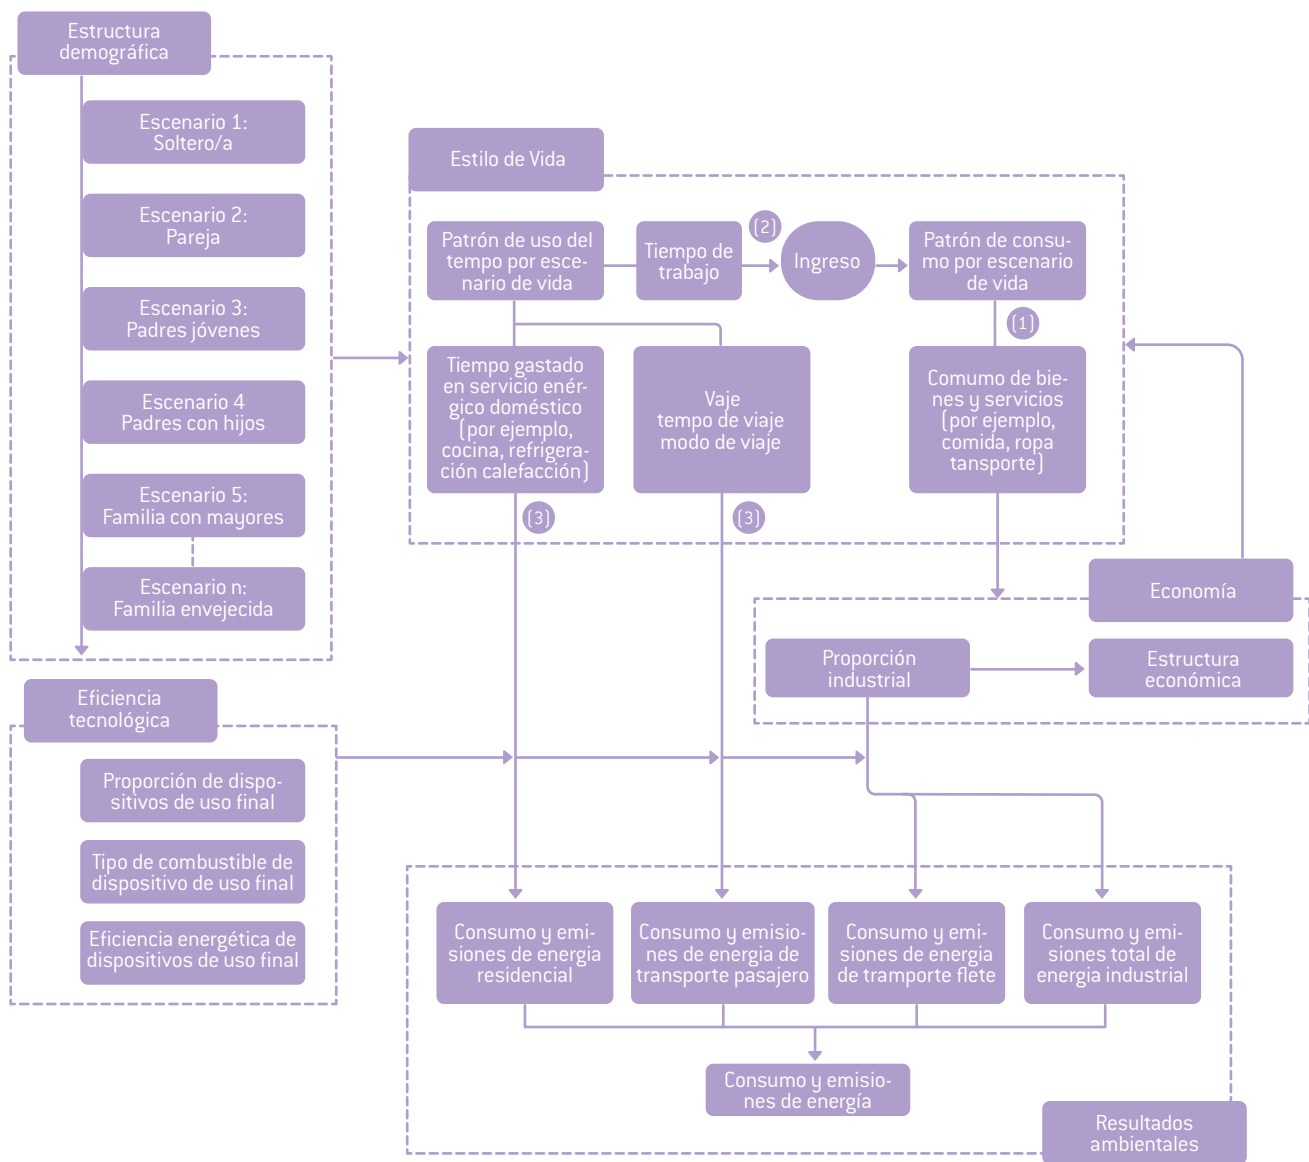 Estructura
demográfica
Escenario 1:
Soltero/a
Escenario 2:
Pareja
Escenario 3:
Padres jóvenes
Escenario 4
Padres con hijos
Escenario 5:
Familia con mayores
Escenario n:
Familia envejecida
Estilo de Vida
Patrón de uso del
tempo por esce-
nario de vida
Tiempo de
trabajo
(2)
Ingreso
Patrón de consu-
mo por escenario
de vida
(1)
Tiempo gastado
en servicio enér-
gico doméstico
(por ejemplo,
cocina, refrigera-
ción calefacción)
Vaje
tempo de viaje
modo de viaje
Comumo de bie-
nes y servicios
(por ejemplo,
comida, ropa
tansporte)
(3)
(3)
Economía
Proporción
industrial
Estructura
económica
Eficiencia
tecnológica
Proporción de dispo-
sitivos de uso final
Tipo de combustible de
dispositivo de uso final
Eficiencia energética de
dispositivos de uso final
Consumo y emi-
siones de energia
residencial
Consumo y emisio-
nes de energia de
transporte pasajero
Consumo y emi-
siones de energia
de tramporte flete
Consumo y emi-
siones total de
energia industrial
Consumo y emisio-
nes de energía
Resultados
ambientales